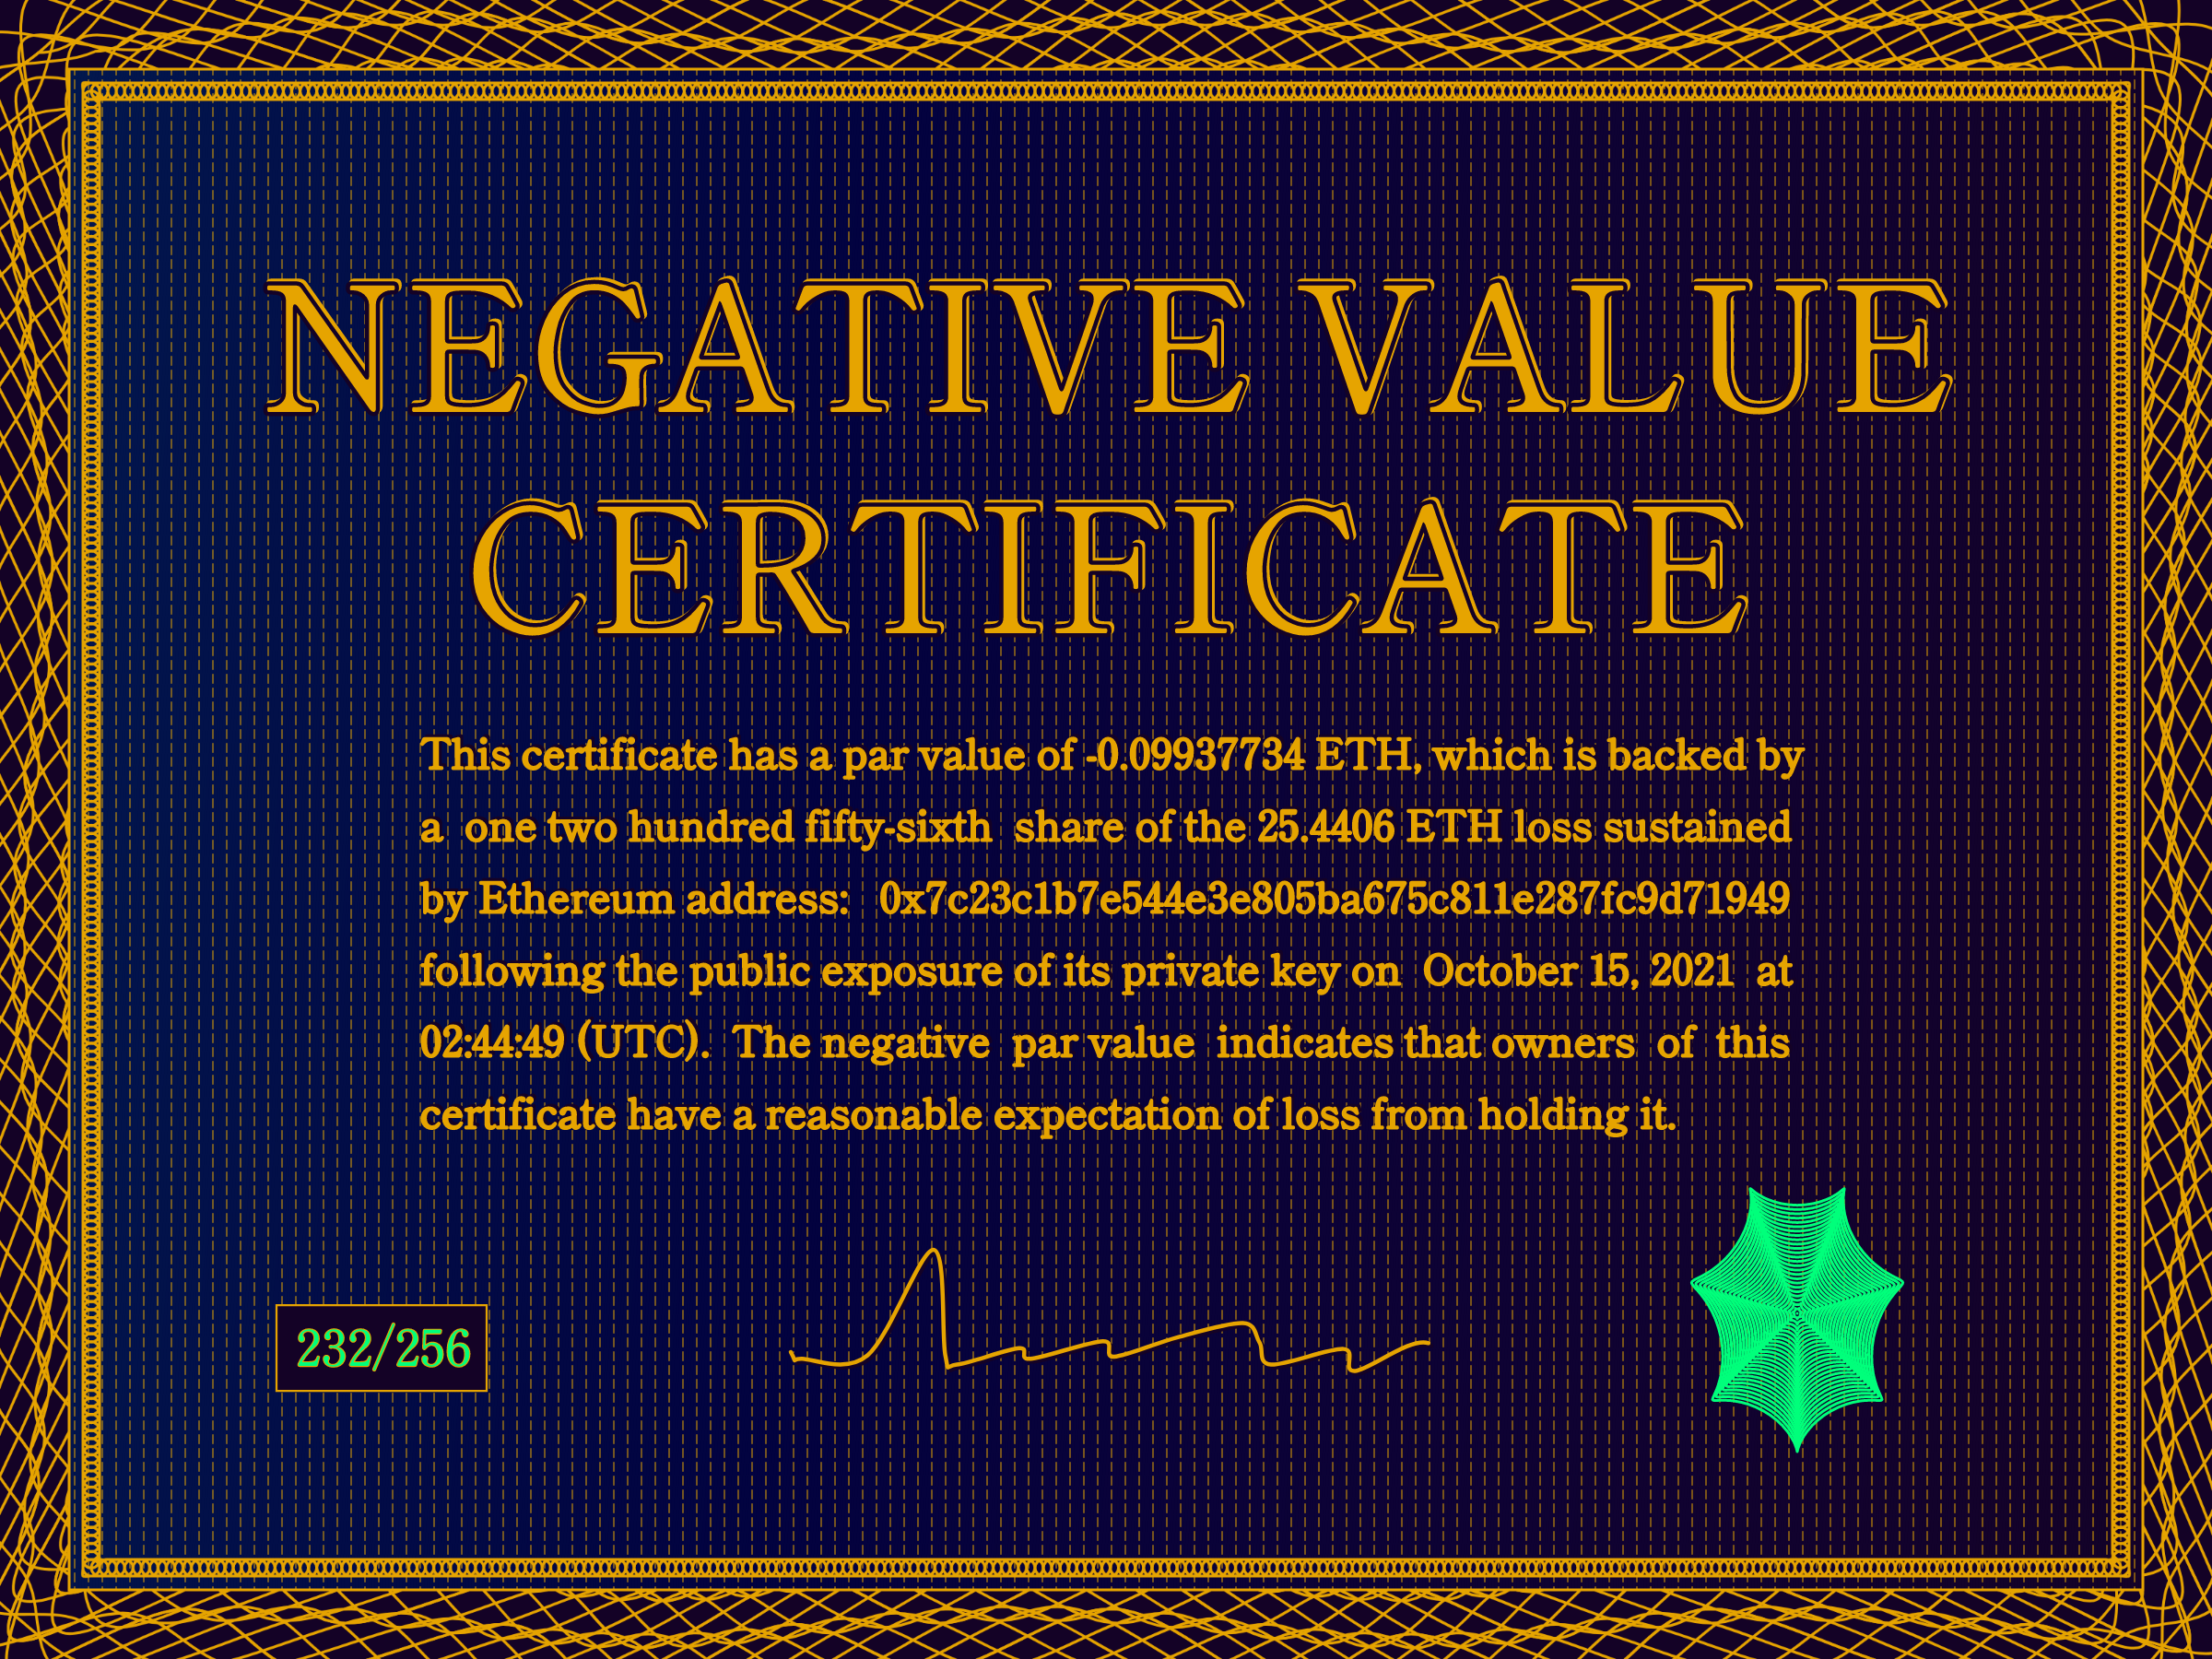 NEGATIVE VALUE
CERTIFICATE
This certificate has a par value of -0.09937734 ETH, which is backed by
a one two hundred fifty-sixth share of the 25.4406 ETH loss sustained
by Ethereum address: 0x7c23c1b7e544e3e805ba675c811e287fc9d71949
following the public exposure of its private key on October 15, 2021 at
02:44:49 (UTC). The negative par value indicates that owners of this
certificate have a reasonable expectation of loss from holding it.
232/256